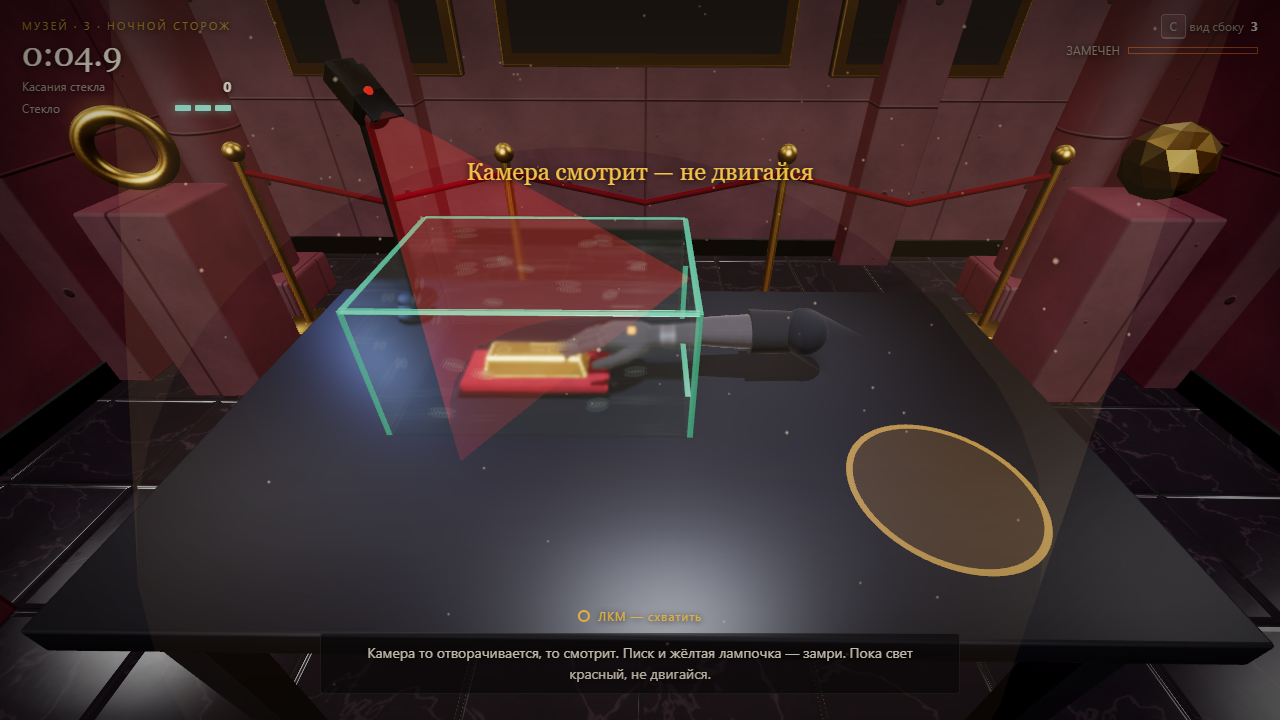 МУЗЕЙ · 3 · НОЧНОЙ СТОРОЖ
0:04.9
Касания стекла 0
Стекло
C вид сбоку 3
ЗАМЕЧЕН
Камера смотрит — не двигайся
ЛКМ — схватить
Камера то отворачивается, то смотрит. Писк и жёлтая лампочка — замри. Пока свет
красный, не двигайся.